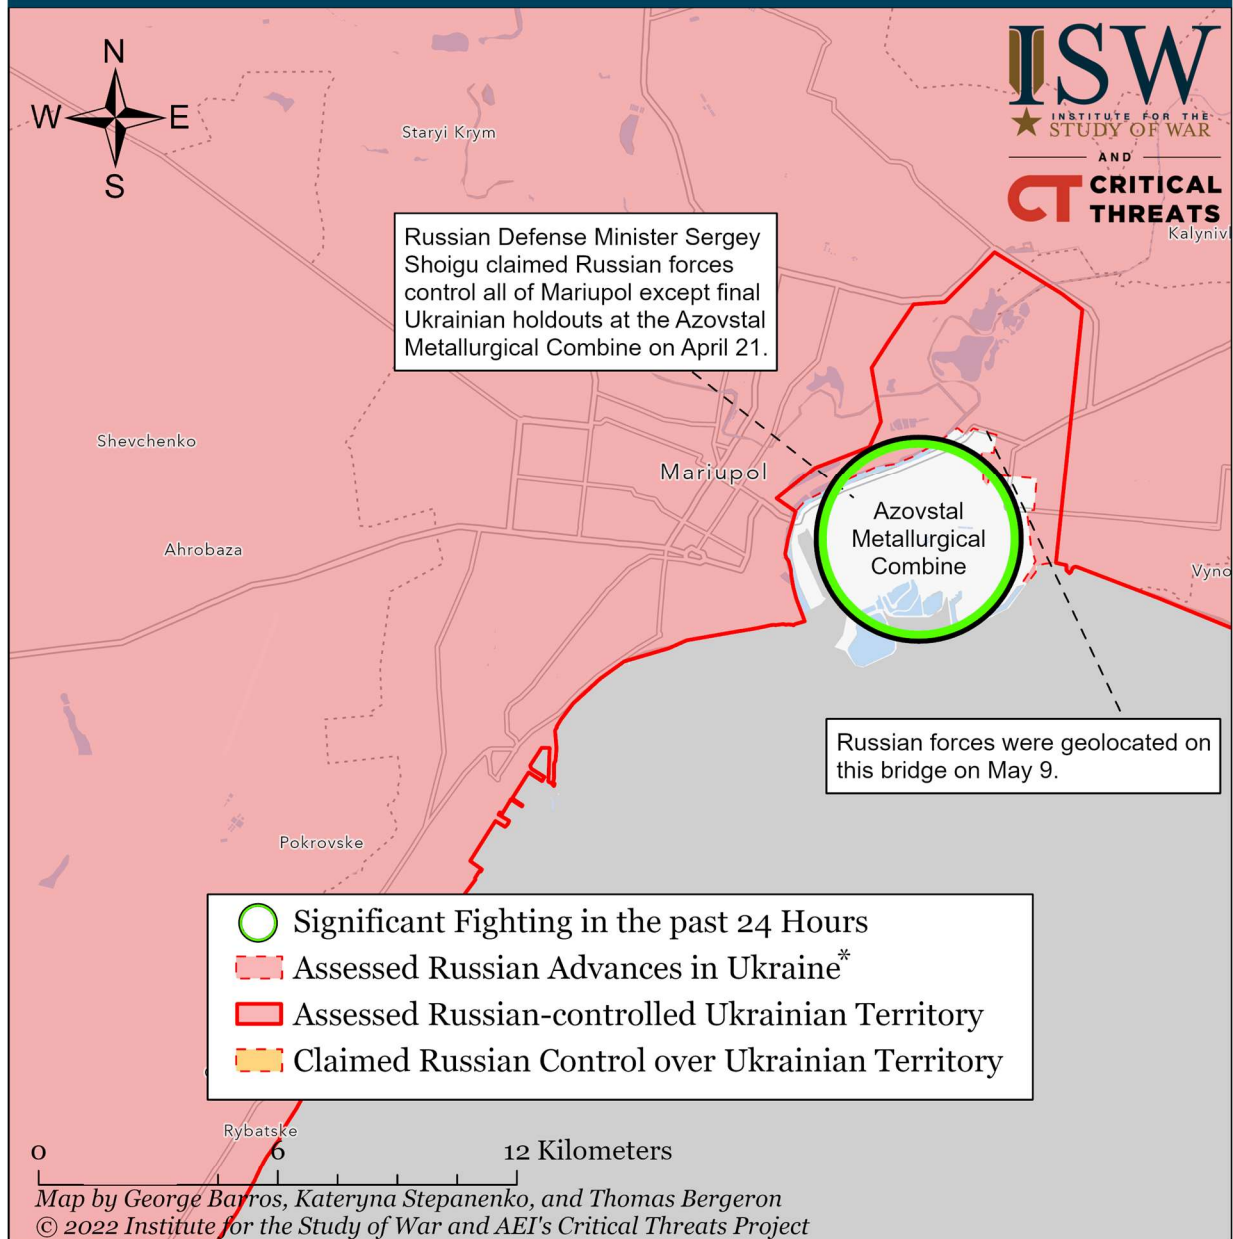 N
W
E
S
ISW
INSTITUTE FOR THE
STUDY OF WAR
AND
CT CRITICAL
THREATS
Staryi Krym
Russian Defense Minister Sergey
Shoigu claimed Russian forces
control all of Mariupol except final
Ukrainian holdouts at the Azovstal
Metallurgical Combine on April 21.
Shevchenko
Mariupol
Azovstal
Metallurgical
Combine
Ahrobaza
Russian forces were geolocated on
this bridge on May 9.
Pokrovske
Significant Fighting in the past 24 Hours
Assessed Russian Advances in Ukraine*
Assessed Russian-controlled Ukrainian Territory
Claimed Russian Control over Ukrainian Territory
Rybatske
0 6 12 Kilometers
Map by George Barros, Kateryna Stepanenko, and Thomas Bergeron
© 2022 Institute for the Study of War and AEI's Critical Threats Project